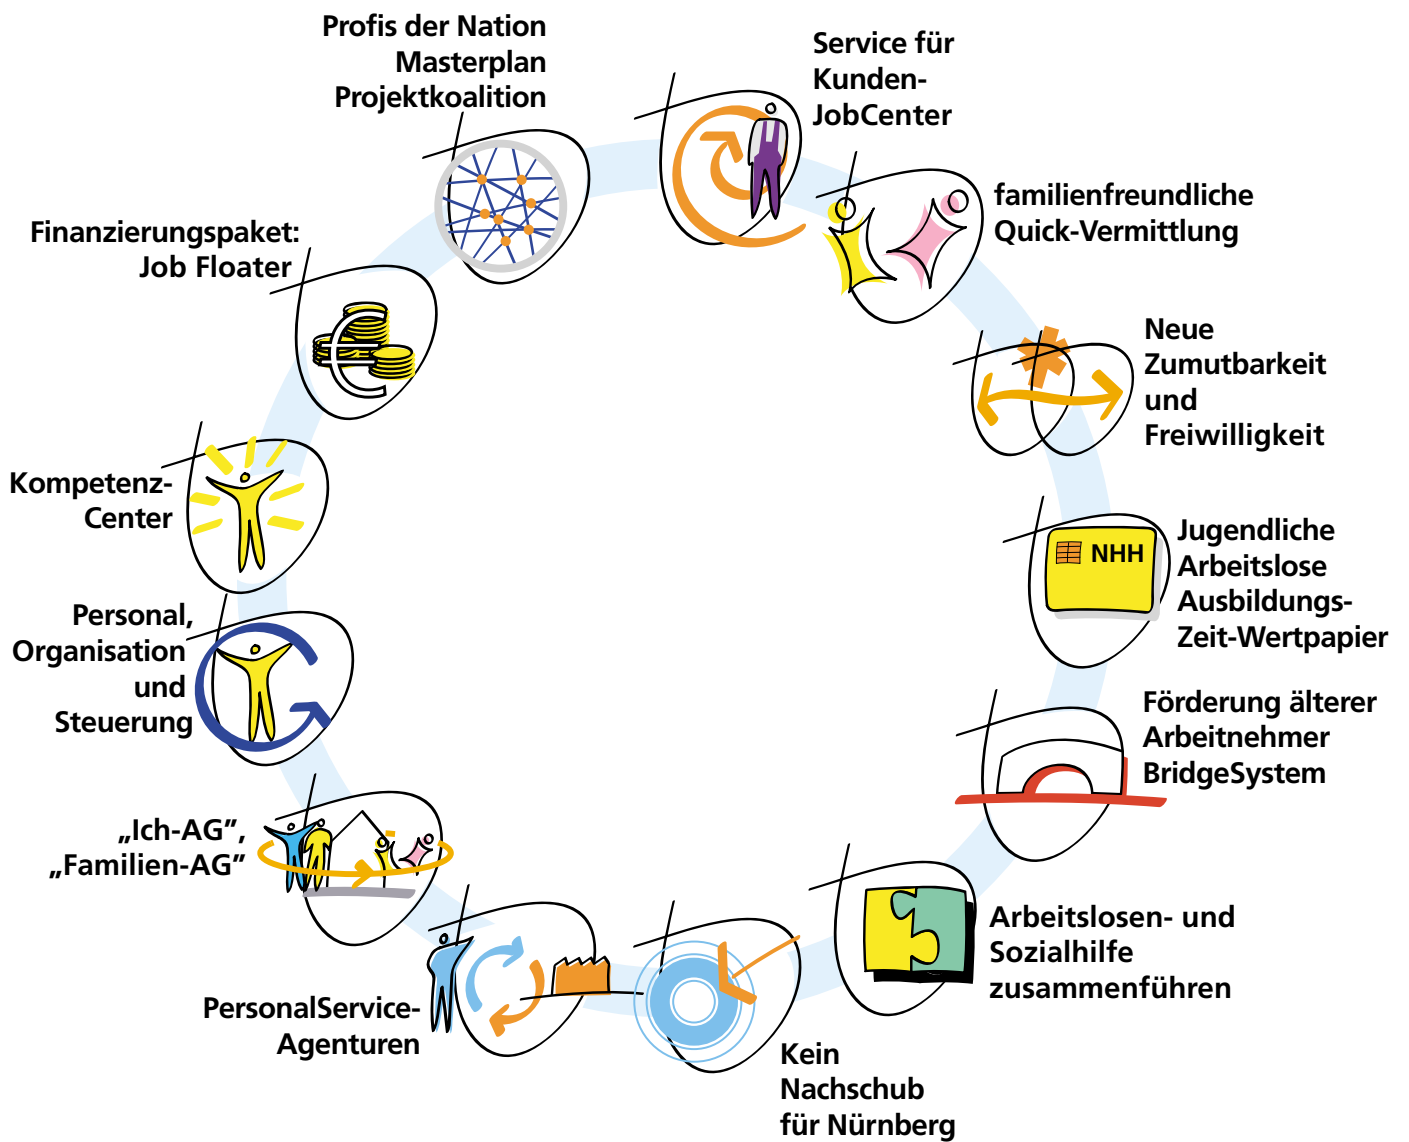 Profis der Nation
Masterplan
Projektkoalition
Service für
Kunden-
JobCenter
familienfreundliche
Quick-Vermittlung
Neue
Zumutbarkeit
und
Freiwilligkeit
NHH
Jugendliche
Arbeitslose
Ausbildungs-
Zeit-Wertpapier
Förderung älterer
Arbeitnehmer
BridgeSystem
Arbeitslosen- und
Sozialhilfe
zusammenführen
Kein
Nachschub
für Nürnberg
PersonalService-
Agenturen
„Ich-AG”,
„Familien-AG”
Personal,
Organisation
und
Steuerung
Kompetenz-
Center
Finanzierungspaket:
Job Floater